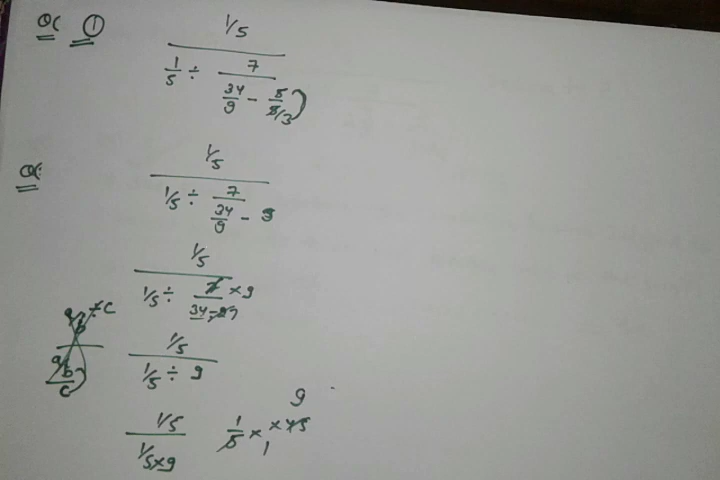 Q 1
1/5
1/5 ÷ 7
34/9 - 5/5/3
Q.
1/5
1/5 ÷ 7
34/9 - 3
1/5
1/5 ÷ 7 × 9
34-27
1/5
1/5 ÷ 9
1/5 1/5 × × 45 9
1/5×9 1